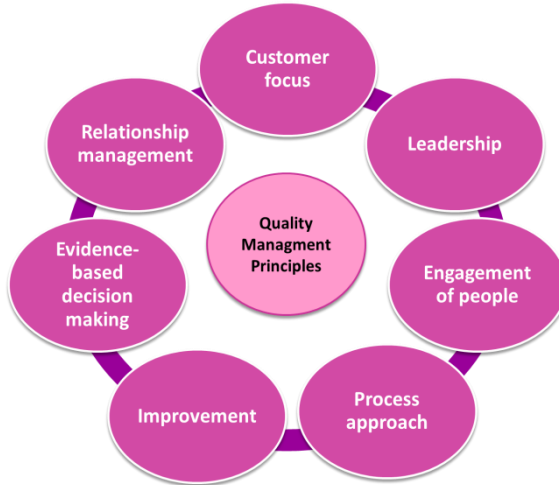 Customer
focus
Leadership
Engagement
of people
Process
approach
Improvement
Evidence-
based
decision
making
Relationship
management
Quality
Managment
Principles